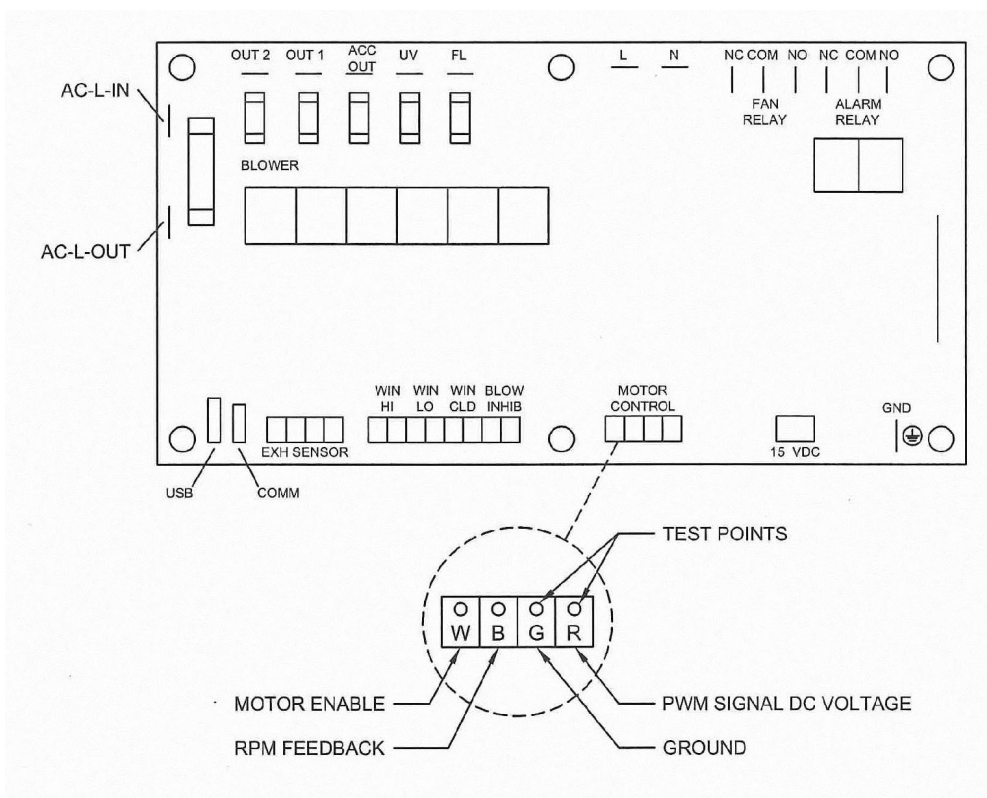 OUT 2 OUT 1 ACC OUT UV FL L N NC COM NO NC COM NO
AC-L-IN
FAN RELAY
ALARM RELAY
BLOWER
AC-L-OUT
WIN HI
WIN LO
WIN CLD
BLOW INHIB
MOTOR CONTROL
GND
EXH SENSOR
15 VDC
USB
COMM
TEST POINTS
W B G R
MOTOR ENABLE
PWM SIGNAL DC VOLTAGE
RPM FEEDBACK
GROUND